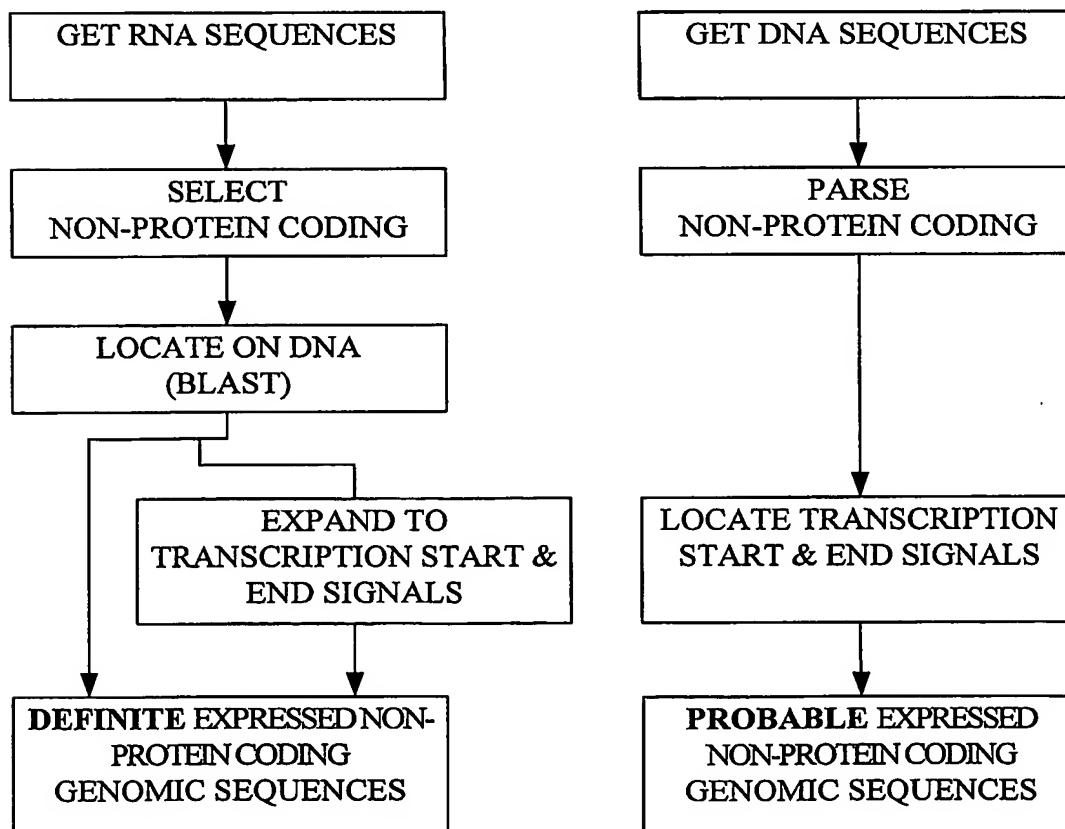 GET RNA SEQUENCES
SELECT
NON-PROTEIN CODING
LOCATE ON DNA
(BLAST)
EXPAND TO
TRANSCRIPTION START &
END SIGNALS
DEFINITE EXPRESSED NON-
PROTEIN CODING
GENOMIC SEQUENCES
GET DNA SEQUENCES
PARSE
NON-PROTEIN CODING
LOCATE TRANSCRIPTION
START & END SIGNALS
PROBABLE EXPRESSED
NON-PROTEIN CODING
GENOMIC SEQUENCES